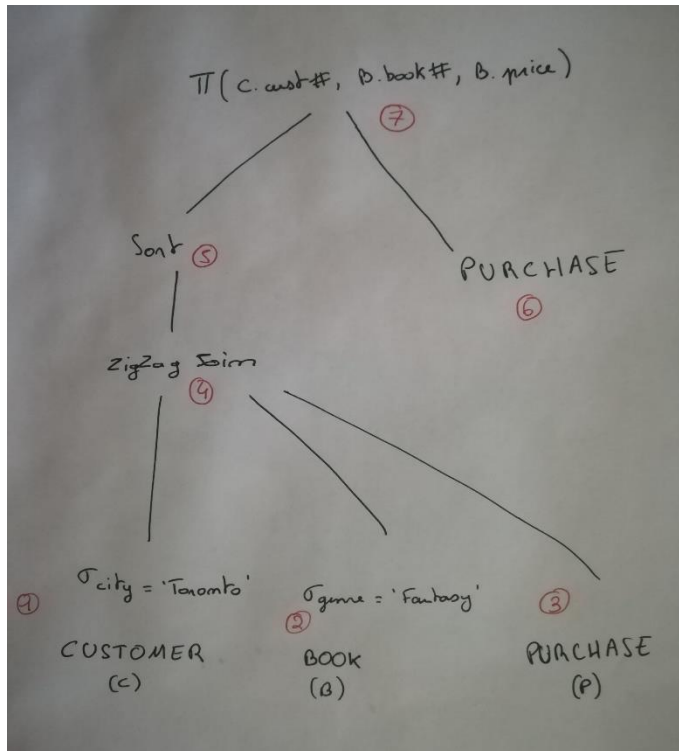 π ( C. cust#, B. book#, B. price )
7
Sort 5
PURCHASE
6
ZigZag Join
4
σcity = 'Toronto'
σgenre = 'Fantasy'
1
2
3
CUSTOMER
BOOK
PURCHASE
(C)
(B)
(P)